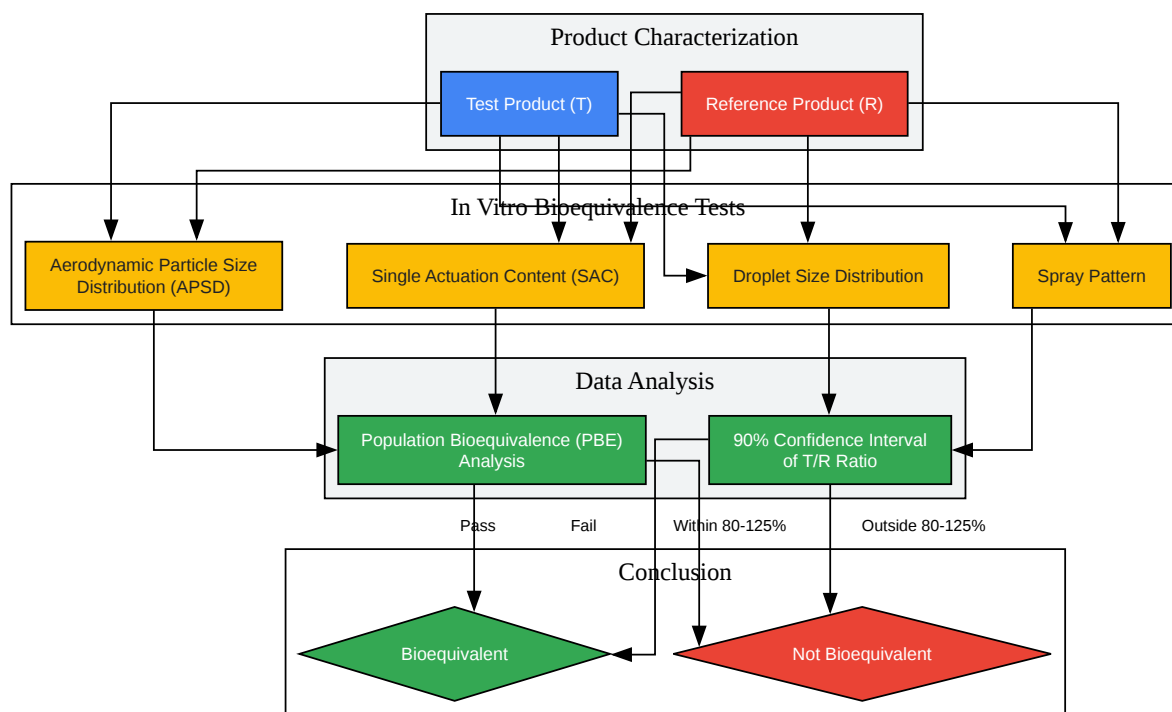 Product Characterization
Test Product (T)
Reference Product (R)
In Vitro Bioequivalence Tests
Aerodynamic Particle Size
Distribution (APSD)
Single Actuation Content (SAC)
Droplet Size Distribution
Spray Pattern
Data Analysis
Population Bioequivalence (PBE)
Analysis
90% Confidence Interval
of T/R Ratio
Pass
Fail
Within 80-125%
Outside 80-125%
Conclusion
Bioequivalent
Not Bioequivalent